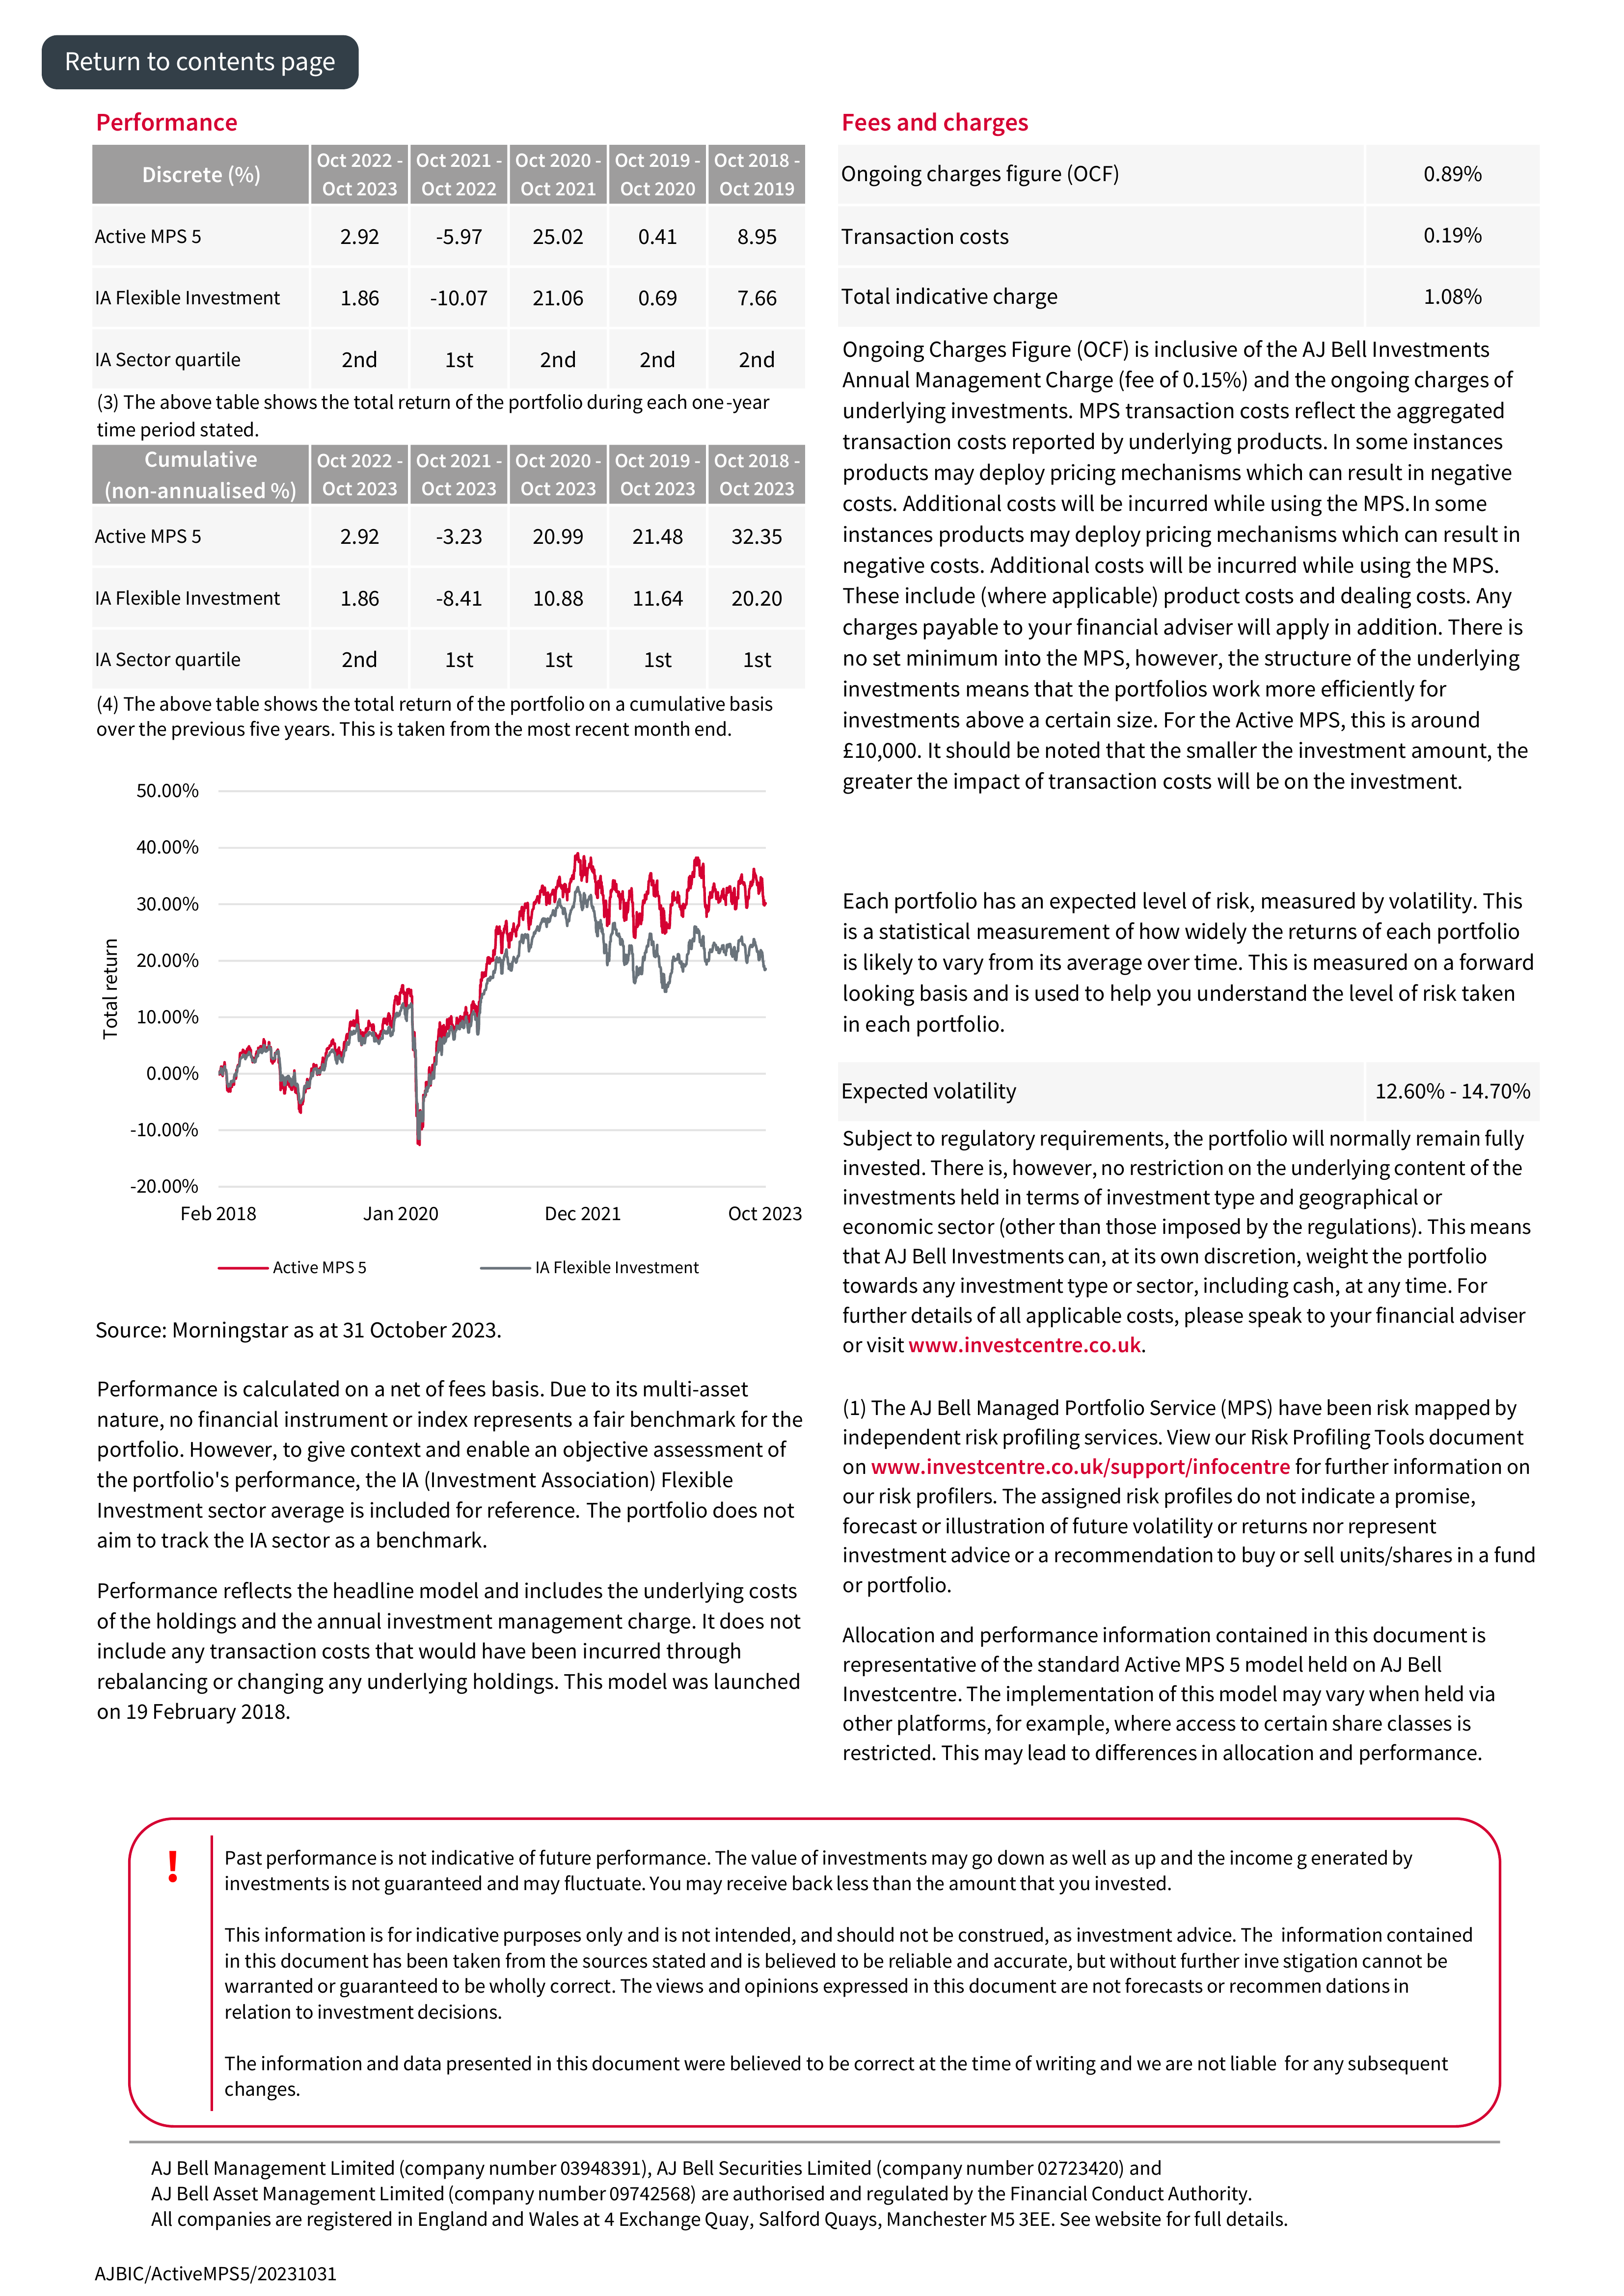 Return to contents page
Performance
Discrete (%)
Oct 2022 - Oct 2023
Oct 2021 - Oct 2022
Oct 2020 - Oct 2021
Oct 2019 - Oct 2020
Oct 2018 - Oct 2019
Active MPS 5 2.92 -5.97 25.02 0.41 8.95
IA Flexible Investment 1.86 -10.07 21.06 0.69 7.66
IA Sector quartile 2nd 1st 2nd 2nd 2nd
(3) The above table shows the total return of the portfolio during each one-year
time period stated.
Cumulative
(non-annualised %)
Oct 2022 - Oct 2023
Oct 2021 - Oct 2023
Oct 2020 - Oct 2023
Oct 2019 - Oct 2023
Oct 2018 - Oct 2023
Active MPS 5 2.92 -3.23 20.99 21.48 32.35
IA Flexible Investment 1.86 -8.41 10.88 11.64 20.20
IA Sector quartile 2nd 1st 1st 1st 1st
(4) The above table shows the total return of the portfolio on a cumulative basis
over the previous five years. This is taken from the most recent month end.
Total return
50.00%
40.00%
30.00%
20.00%
10.00%
0.00%
-10.00%
-20.00%
Feb 2018 Jan 2020 Dec 2021 Oct 2023
Active MPS 5 IA Flexible Investment
Source: Morningstar as at 31 October 2023.
Performance is calculated on a net of fees basis. Due to its multi-asset
nature, no financial instrument or index represents a fair benchmark for the
portfolio. However, to give context and enable an objective assessment of
the portfolio's performance, the IA (Investment Association) Flexible
Investment sector average is included for reference. The portfolio does not
aim to track the IA sector as a benchmark.
Performance reflects the headline model and includes the underlying costs
of the holdings and the annual investment management charge. It does not
include any transaction costs that would have been incurred through
rebalancing or changing any underlying holdings. This model was launched
on 19 February 2018.
Fees and charges
Ongoing charges figure (OCF) 0.89%
Transaction costs 0.19%
Total indicative charge 1.08%
Ongoing Charges Figure (OCF) is inclusive of the AJ Bell Investments
Annual Management Charge (fee of 0.15%) and the ongoing charges of
underlying investments. MPS transaction costs reflect the aggregated
transaction costs reported by underlying products. In some instances
products may deploy pricing mechanisms which can result in negative
costs. Additional costs will be incurred while using the MPS.In some
instances products may deploy pricing mechanisms which can result in
negative costs. Additional costs will be incurred while using the MPS.
These include (where applicable) product costs and dealing costs. Any
charges payable to your financial adviser will apply in addition. There is
no set minimum into the MPS, however, the structure of the underlying
investments means that the portfolios work more efficiently for
investments above a certain size. For the Active MPS, this is around
£10,000. It should be noted that the smaller the investment amount, the
greater the impact of transaction costs will be on the investment.
Each portfolio has an expected level of risk, measured by volatility. This
is a statistical measurement of how widely the returns of each portfolio
is likely to vary from its average over time. This is measured on a forward
looking basis and is used to help you understand the level of risk taken
in each portfolio.
Expected volatility 12.60% - 14.70%
Subject to regulatory requirements, the portfolio will normally remain fully
invested. There is, however, no restriction on the underlying content of the
investments held in terms of investment type and geographical or
economic sector (other than those imposed by the regulations). This means
that AJ Bell Investments can, at its own discretion, weight the portfolio
towards any investment type or sector, including cash, at any time. For
further details of all applicable costs, please speak to your financial adviser
or visit www.investcentre.co.uk.
(1) The AJ Bell Managed Portfolio Service (MPS) have been risk mapped by
independent risk profiling services. View our Risk Profiling Tools document
on www.investcentre.co.uk/support/infocentre for further information on
our risk profilers. The assigned risk profiles do not indicate a promise,
forecast or illustration of future volatility or returns nor represent
investment advice or a recommendation to buy or sell units/shares in a fund
or portfolio.
Allocation and performance information contained in this document is
representative of the standard Active MPS 5 model held on AJ Bell
Investcentre. The implementation of this model may vary when held via
other platforms, for example, where access to certain share classes is
restricted. This may lead to differences in allocation and performance.
!
Past performance is not indicative of future performance. The value of investments may go down as well as up and the income g enerated by
investments is not guaranteed and may fluctuate. You may receive back less than the amount that you invested.
This information is for indicative purposes only and is not intended, and should not be construed, as investment advice. The information contained
in this document has been taken from the sources stated and is believed to be reliable and accurate, but without further inve stigation cannot be
warranted or guaranteed to be wholly correct. The views and opinions expressed in this document are not forecasts or recommen dations in
relation to investment decisions.
The information and data presented in this document were believed to be correct at the time of writing and we are not liable for any subsequent
changes.
AJ Bell Management Limited (company number 03948391), AJ Bell Securities Limited (company number 02723420) and
AJ Bell Asset Management Limited (company number 09742568) are authorised and regulated by the Financial Conduct Authority.
All companies are registered in England and Wales at 4 Exchange Quay, Salford Quays, Manchester M5 3EE. See website for full details.
AJBIC/ActiveMPS5/20231031